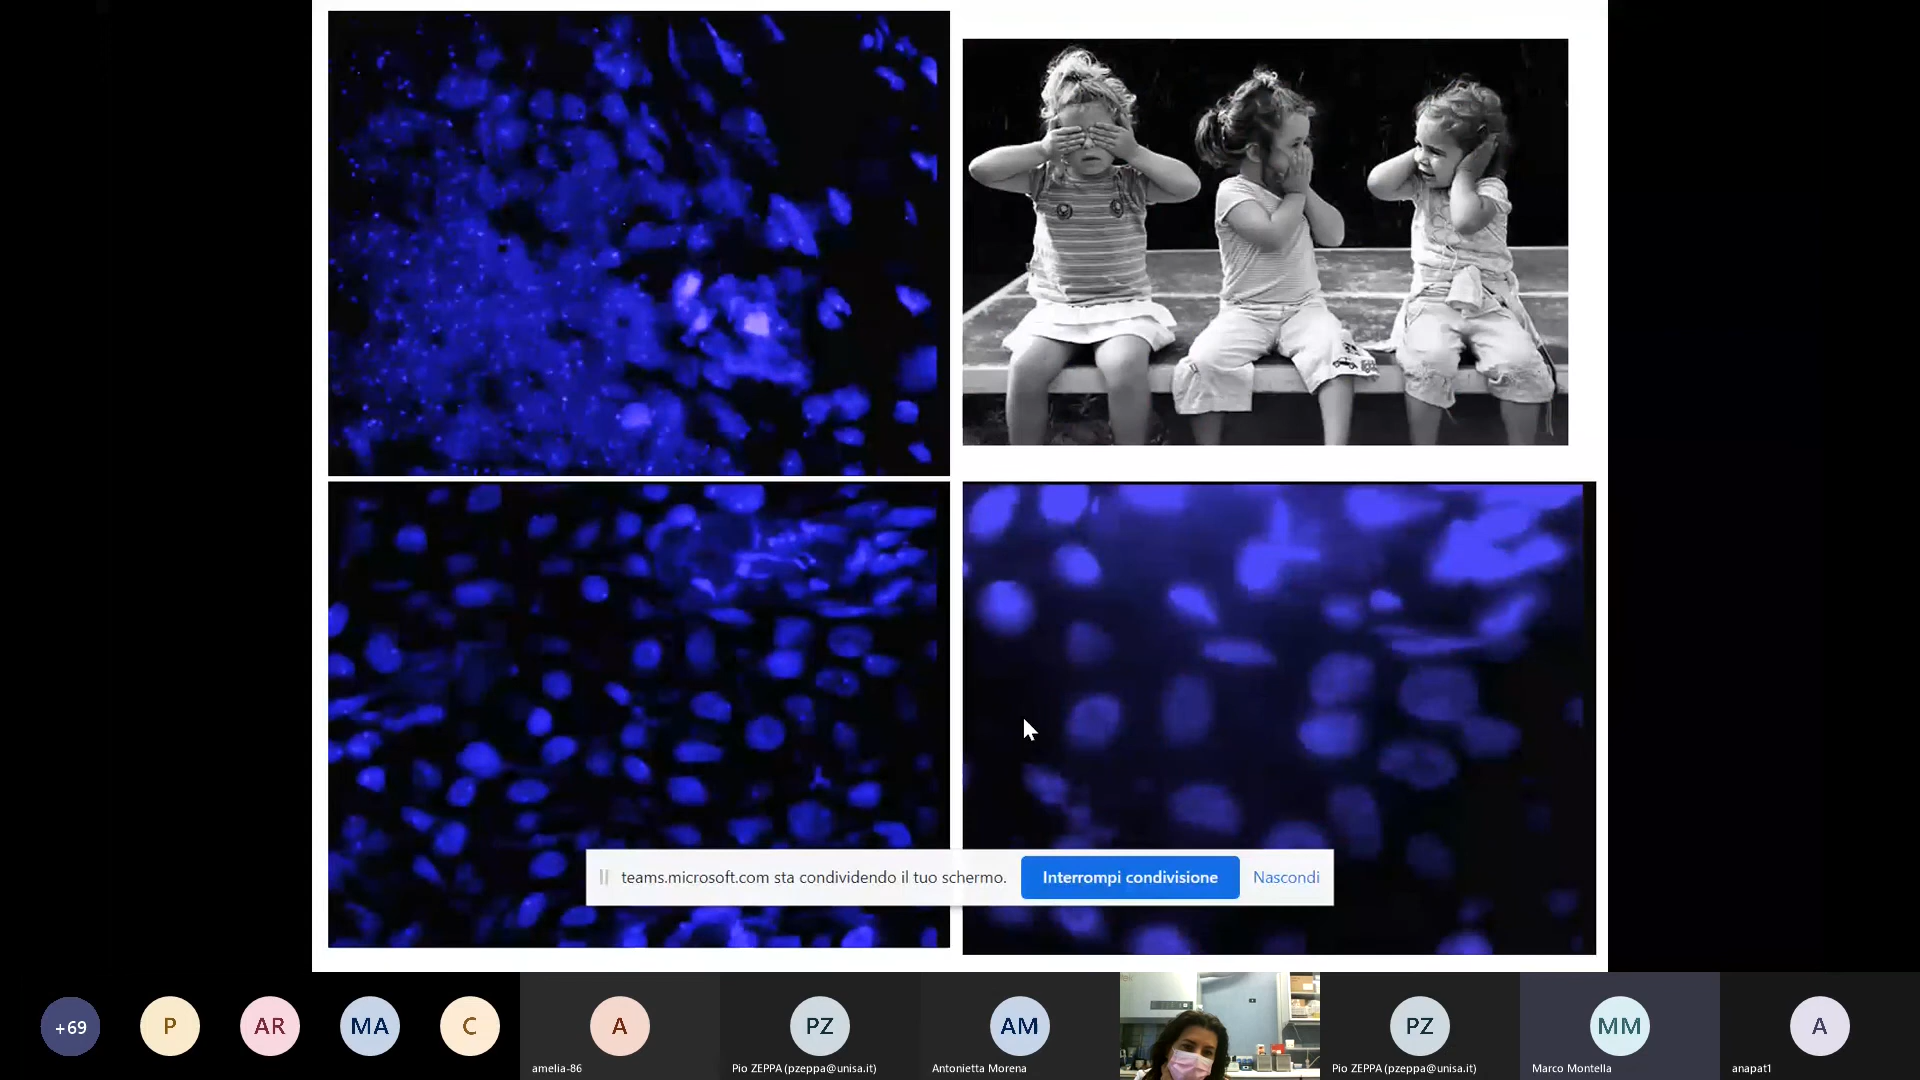 teams.microsoft.com sta condividendo il tuo schermo.
Interrompi condivisione
Nascondi
+69
P
AR
MA
C
A
PZ
AM
PZ
MM
A
amelia-86
Pio ZEPPA (pzeppa@unisa.it)
Antonietta Morena
Pio ZEPPA (pzeppa@unisa.it)
Marco Montella
anapat1